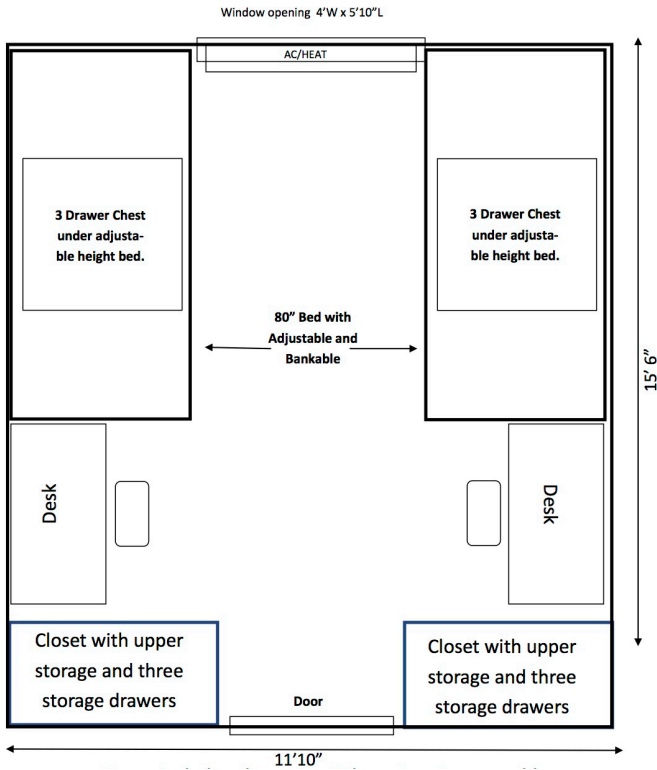 Window opening 4'W x 5'10"L
AC/HEAT
3 Drawer Chest
under adjusta-
ble height bed.
3 Drawer Chest
under adjusta-
ble height bed.
80” Bed with
Adjustable and
Bankable
15’ 6”
Desk
Desk
Closet with upper
storage and three
storage drawers
Closet with upper
storage and three
storage drawers
Door
11’10”